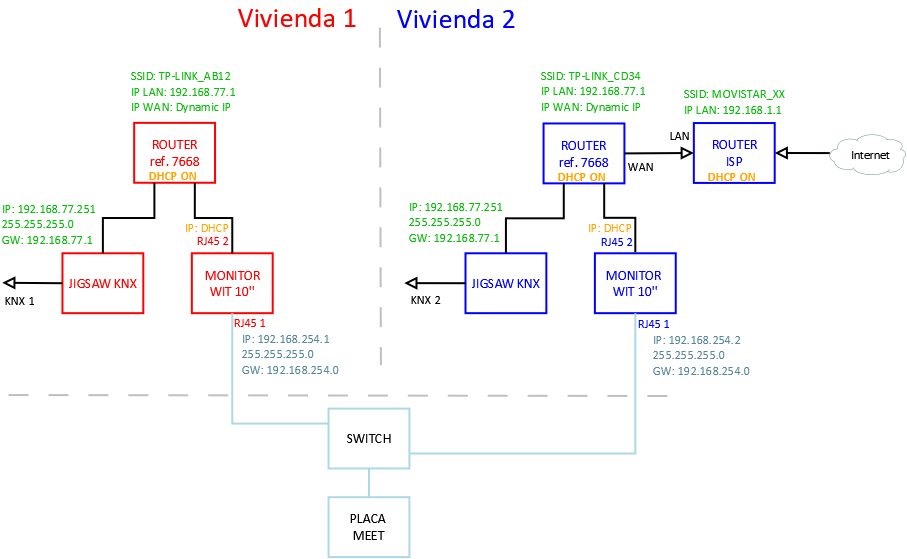 Vivienda 1
Vivienda 2
SSID: TP-LINK_AB12
IP LAN: 192.168.77.1
IP WAN: Dynamic IP
ROUTER
ref. 7668
DHCP ON
IP: 192.168.77.251
255.255.255.0
GW: 192.168.77.1
IP: DHCP
RJ45 2
JIGSAW KNX
MONITOR
WIT 10"
KNX 1
RJ45 1
IP: 192.168.254.1
255.255.255.0
GW: 192.168.254.0
SSID: TP-LINK_CD34
IP LAN: 192.168.77.1
IP WAN: Dynamic IP
SSID: MOVISTAR_XX
IP LAN: 192.168.1.1
ROUTER
ref. 7668
DHCP ON
LAN
WAN
ROUTER
ISP
DHCP ON
Internet
IP: 192.168.77.251
255.255.255.0
GW: 192.168.77.1
IP: DHCP
RJ45 2
JIGSAW KNX
MONITOR
WIT 10"
KNX 2
RJ45 1
IP: 192.168.254.2
255.255.255.0
GW: 192.168.254.0
SWITCH
PLACA
MEET